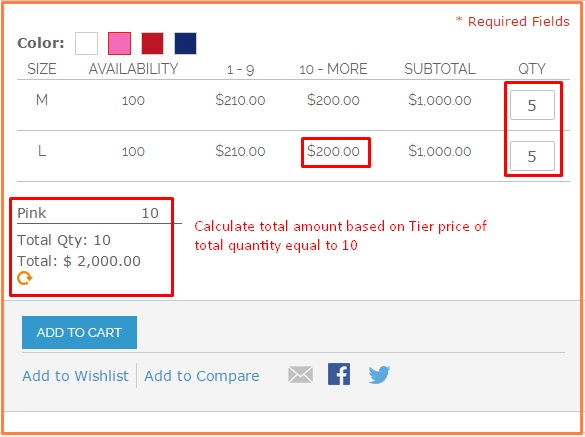 * Required Fields
Color:
SIZE AVAILABILITY 1 - 9 10 - MORE SUBTOTAL QTY
M 100 $210.00 $200.00 $1,000.00 5
L 100 $210.00 $200.00 $1,000.00 5
Pink 10
Total Qty: 10
Total: $ 2,000.00
Calculate total amount based on Tier price of
total quantity equal to 10
ADD TO CART
Add to Wishlist Add to Compare